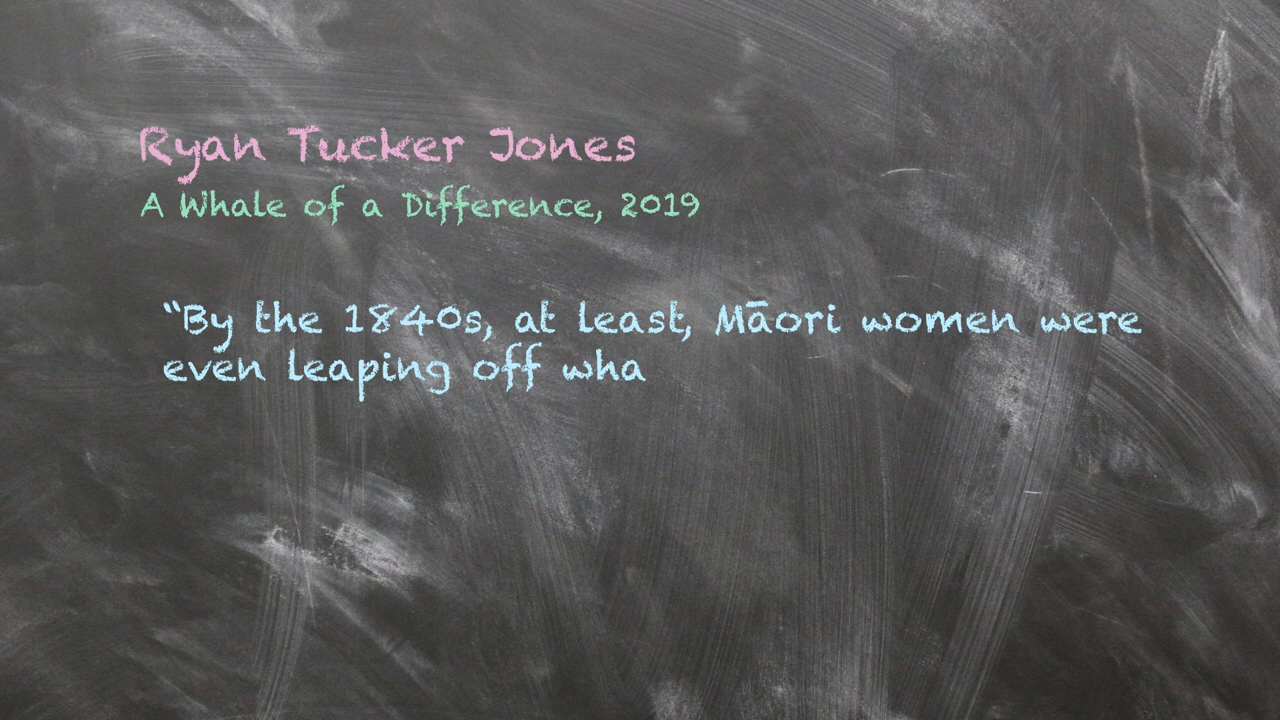 Ryan Tucker Jones
A Whale of a Difference, 2019
“By the 1840s, at least, Māori women were
even leaping off wha